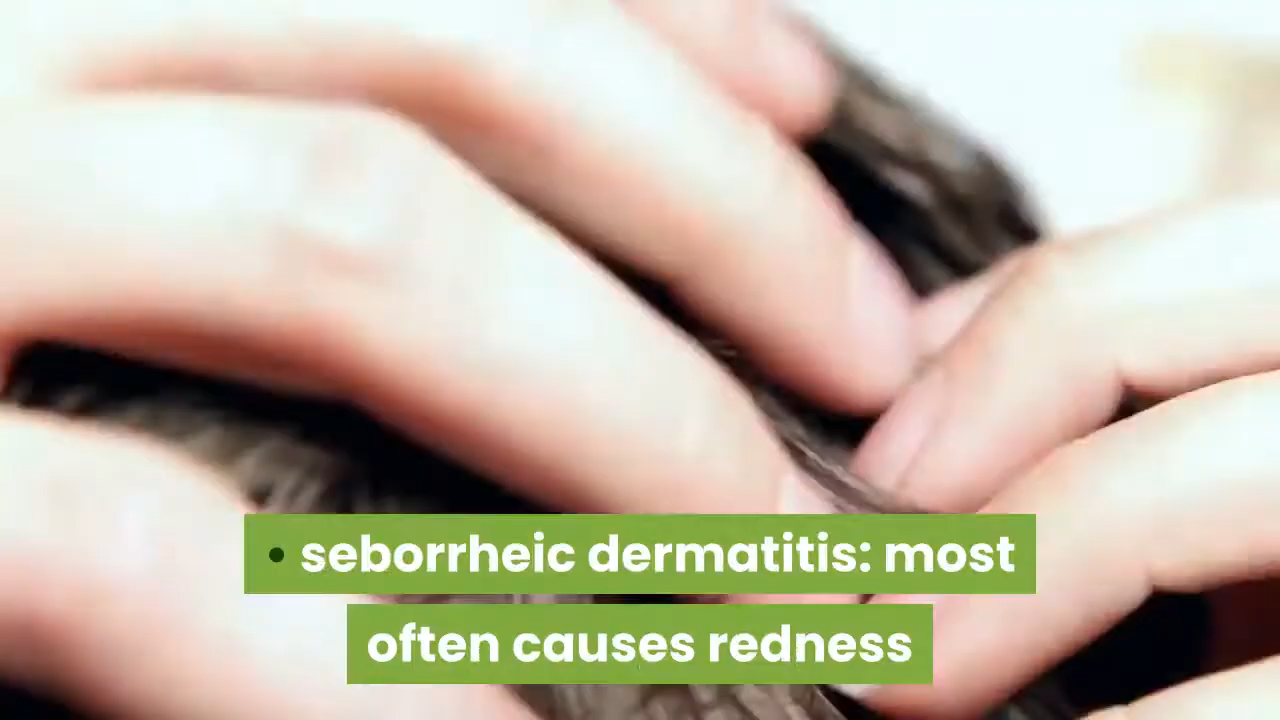 • seborrheic dermatitis: most
often causes redness